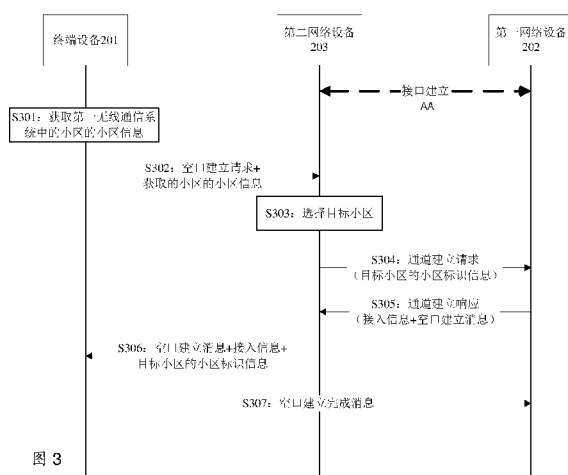 终端设备201
第二网络设备
203
第一网络设备
202
接口建立
AA
S301：获取第一无线通信系
统中的小区的小区信息
S302：空口建立请求+
获取的小区的小区信息
S303：选择目标小区
S304：通道建立请求
（目标小区的小区标识信息）
S305：通道建立响应
（接入信息+空口建立消息）
S306：空口建立消息+接入信息+
目标小区的小区标识信息
S307：空口建立完成消息
图 3